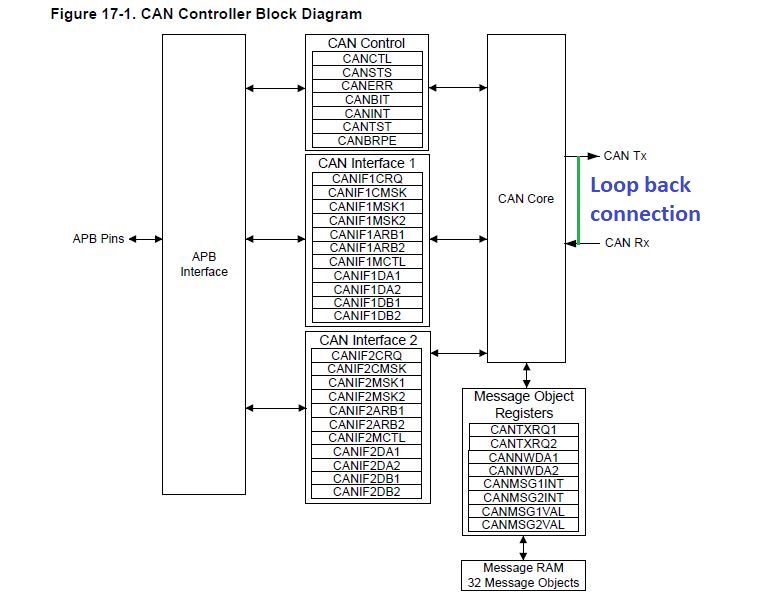 Figure 17-1. CAN Controller Block Diagram
APB Pins
APB
Interface
CAN Control
CANCTL
CANSTS
CANERR
CANBIT
CANINT
CANTST
CANBRPE
CAN Interface 1
CANIF1CRQ
CANIF1CMSK
CANIF1MSK1
CANIF1MSK2
CANIF1ARB1
CANIF1ARB2
CANIF1MCTL
CANIF1DA1
CANIF1DA2
CANIF1DB1
CANIF1DB2
CAN Interface 2
CANIF2CRQ
CANIF2CMSK
CANIF2MSK1
CANIF2MSK2
CANIF2ARB1
CANIF2ARB2
CANIF2MCTL
CANIF2DA1
CANIF2DA2
CANIF2DB1
CANIF2DB2
CAN Core
CAN Tx
Loop back
connection
CAN Rx
Message Object
Registers
CANTXRQ1
CANTXRQ2
CANNWDA1
CANNWDA2
CANMSG1INT
CANMSG2INT
CANMSG1VAL
CANMSG2VAL
Message RAM
32 Message Objects